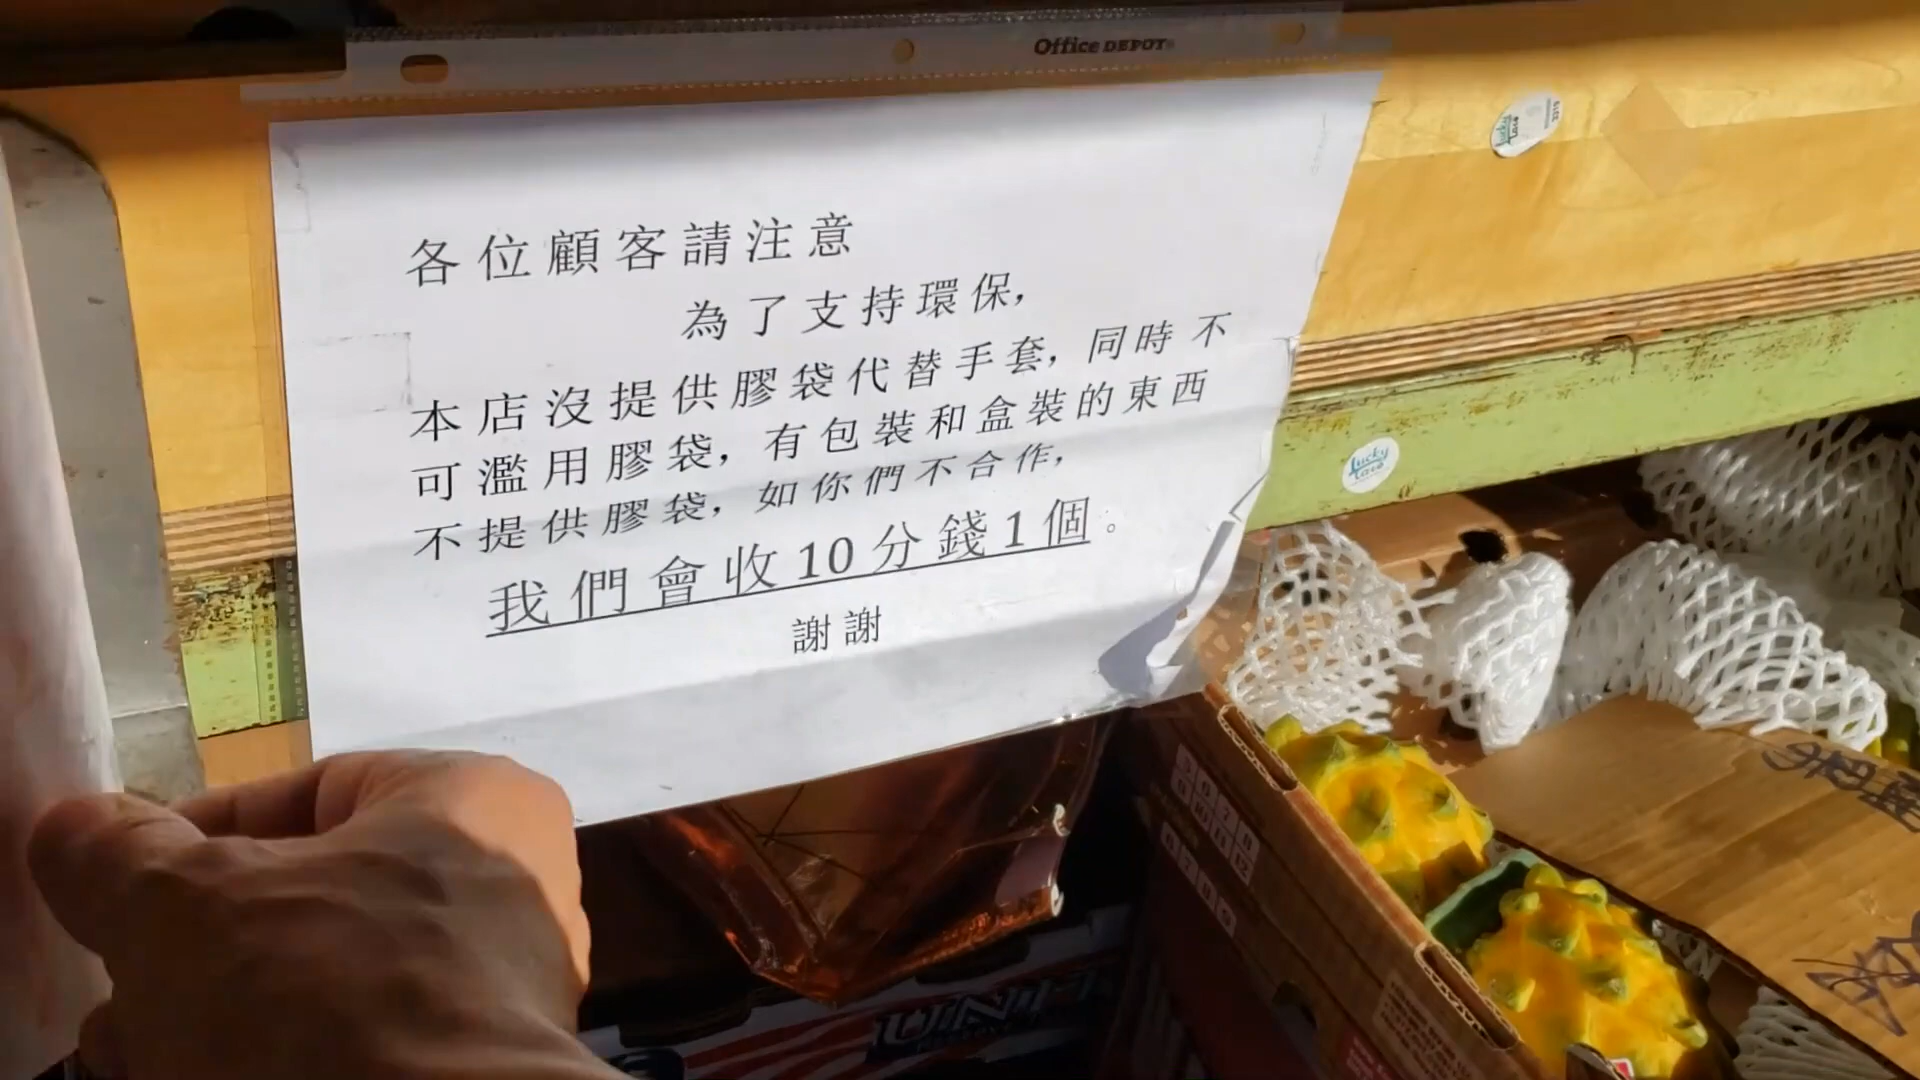 Office DEPOT
各位顧客請注意
為了支持環保,
本店沒提供膠袋代替手套,同時不
可濫用膠袋,有包裝和盒裝的東西
不提供膠袋,如你們不合作,
我們會收10分錢1個。
謝謝
Lucky
Taro
Lucky
Taro